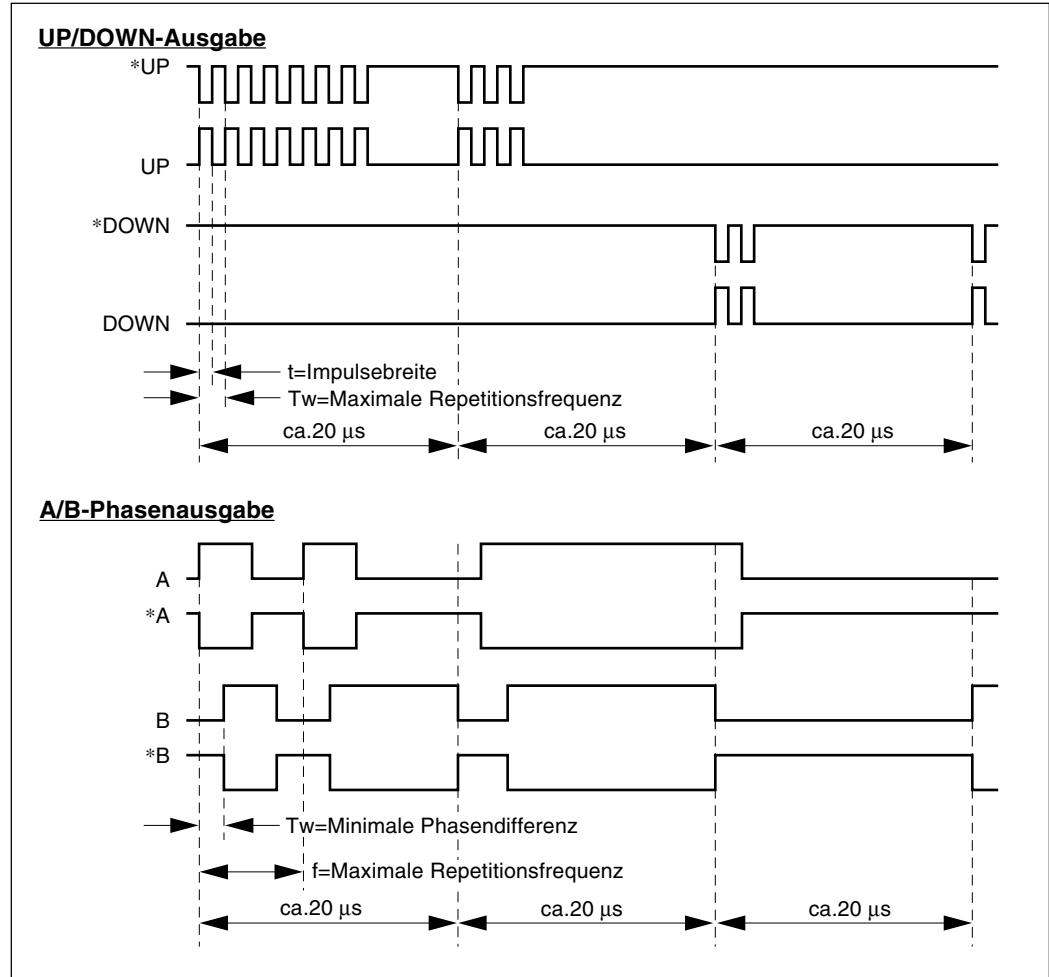 UP/DOWN-Ausgabe
*UP
UP
*DOWN
DOWN
t=Impulsebreite
Tw=Maximale Repetitionsfrequenz
ca.20 µs ca.20 µs ca.20 µs
A/B-Phasenausgabe
A
*A
B
*B
Tw=Minimale Phasendifferenz
f=Maximale Repetitionsfrequenz
ca.20 µs ca.20 µs ca.20 µs